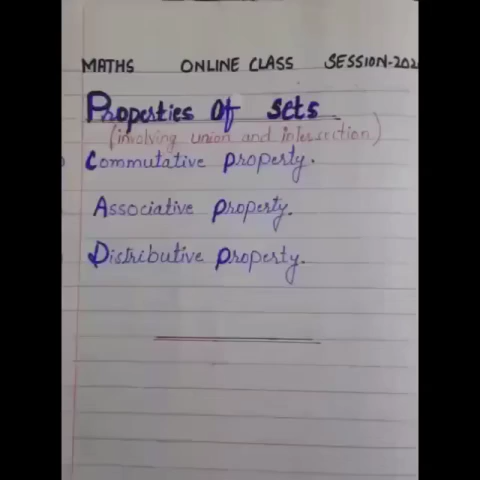 MATHS ONLINE CLASS SESSION-202
Properties Of Sets
(involving union and intersection)
Commutative Property.
Associative Property.
Distributive Property.